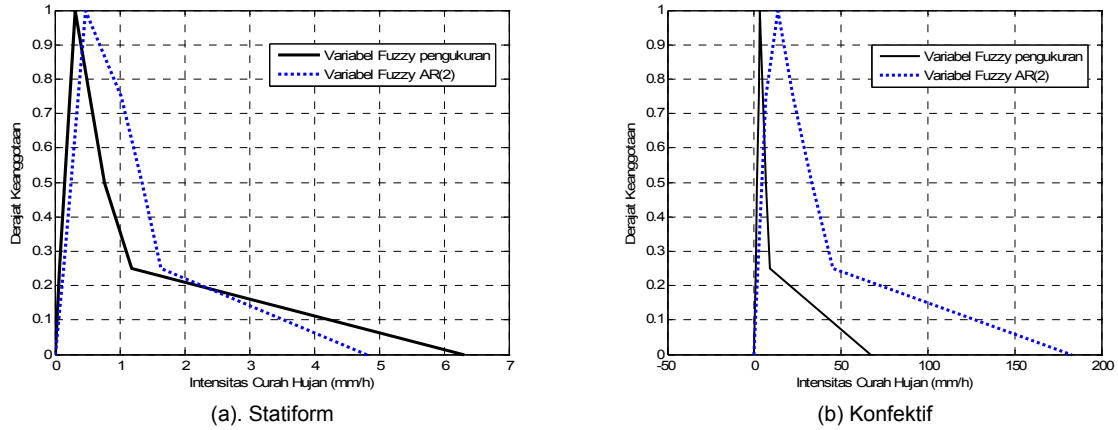 1
0.9
0.8
0.7
0.6
0.5
0.4
0.3
0.2
0.1
0
Derajat Keanggotaan
Variabel Fuzzy pengukuran
Variabel Fuzzy AR(2)
0 1 2 3 4 5 6 7
Intensitas Curah Hujan (mm/h)
(a). Statiform
1
0.9
0.8
0.7
0.6
0.5
0.4
0.3
0.2
0.1
0
Derajat Keanggotaan
Variabel Fuzzy pengukuran
Variabel Fuzzy AR(2)
-50 0 50 100 150 200
Intensitas Curah Hujan (mm/h)
(b) Konfektif